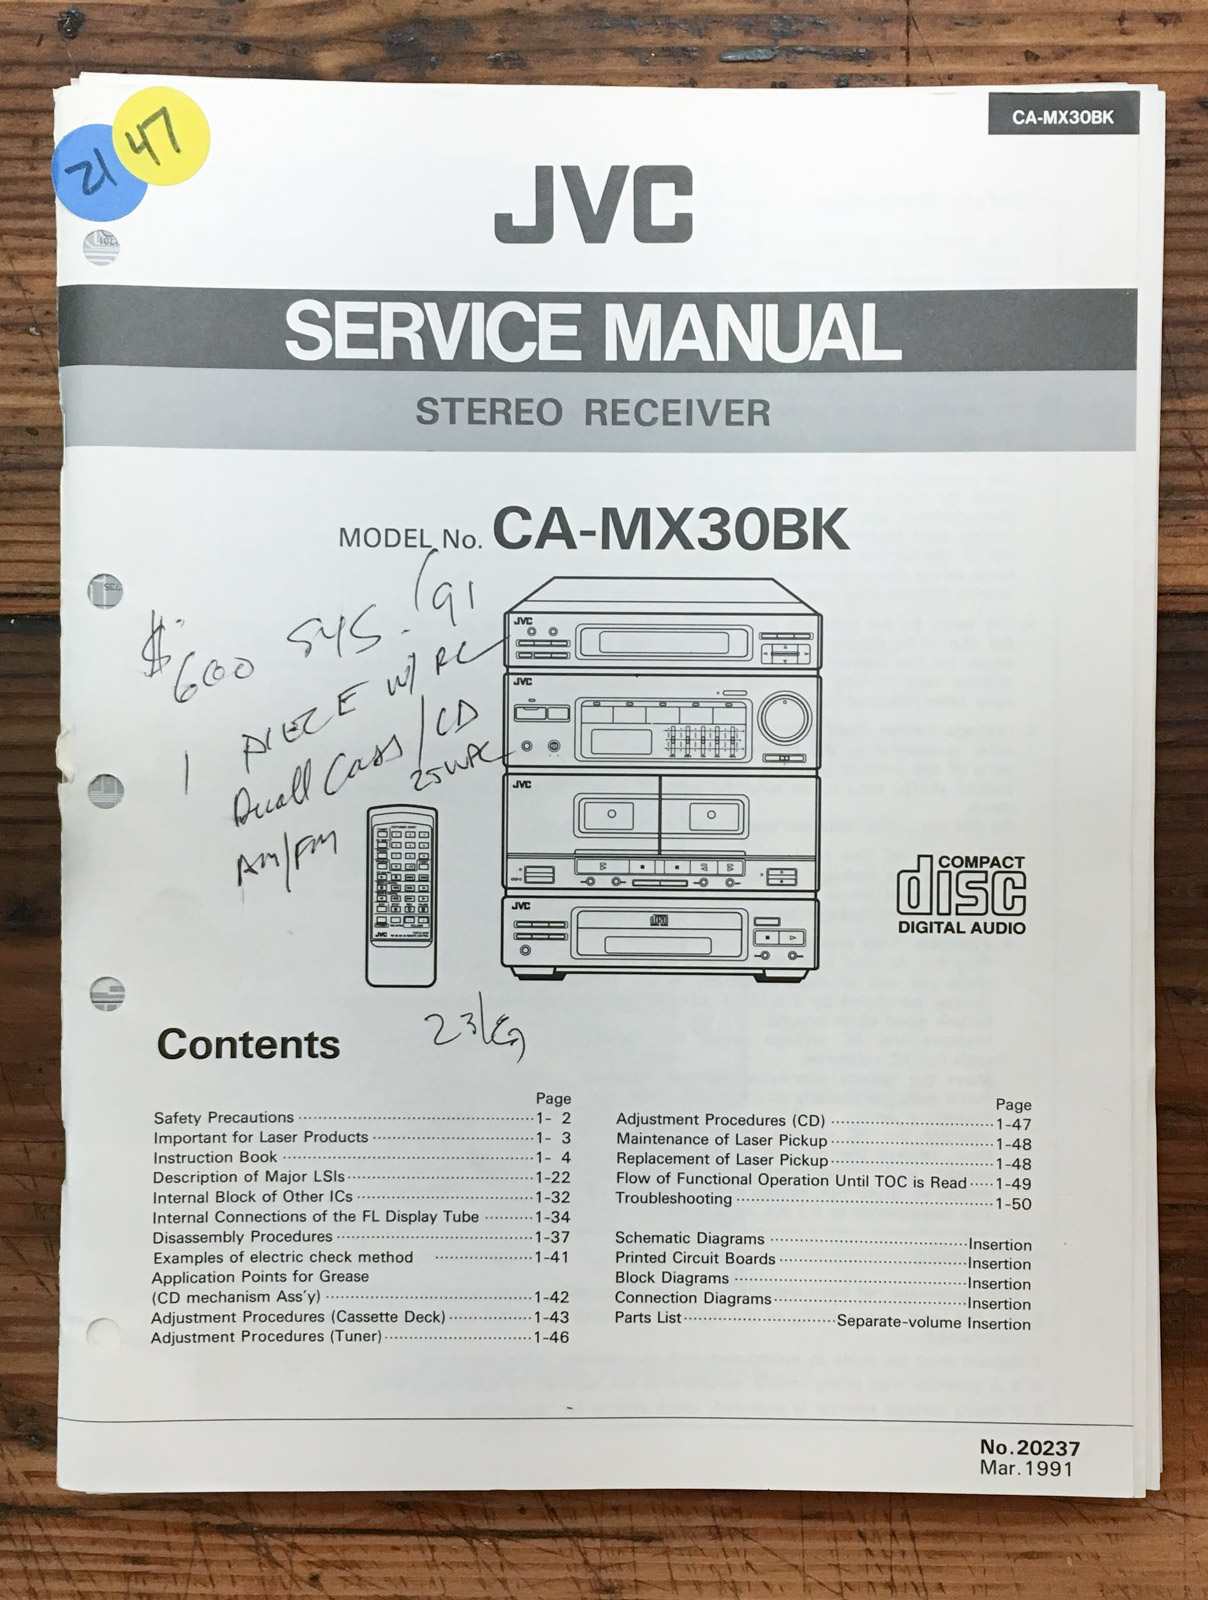 21
47
CA-MX30BK
JVC
SERVICE MANUAL
STEREO RECEIVER
MODEL No. CA-MX30BK
$600 SYS. '91
1 PIECE W/ RC
Duall Cass / CD
25WPC
AM/FM
JVC
JVC
JVC
JVC
JVC
COMPACT
disc
DIGITAL AUDIO
23KG
Contents
Page
Safety Precautions 1- 2
Important for Laser Products 1- 3
Instruction Book 1- 4
Description of Major LSIs 1-22
Internal Block of Other ICs 1-32
Internal Connections of the FL Display Tube 1-34
Disassembly Procedures 1-37
Examples of electric check method 1-41
Application Points for Grease
(CD mechanism Ass'y) 1-42
Adjustment Procedures (Cassette Deck) 1-43
Adjustment Procedures (Tuner) 1-46
Page
Adjustment Procedures (CD) 1-47
Maintenance of Laser Pickup 1-48
Replacement of Laser Pickup 1-48
Flow of Functional Operation Until TOC is Read 1-49
Troubleshooting 1-50
Schematic Diagrams Insertion
Printed Circuit Boards Insertion
Block Diagrams Insertion
Connection Diagrams Insertion
Parts List Separate-volume Insertion
No.20237
Mar.1991